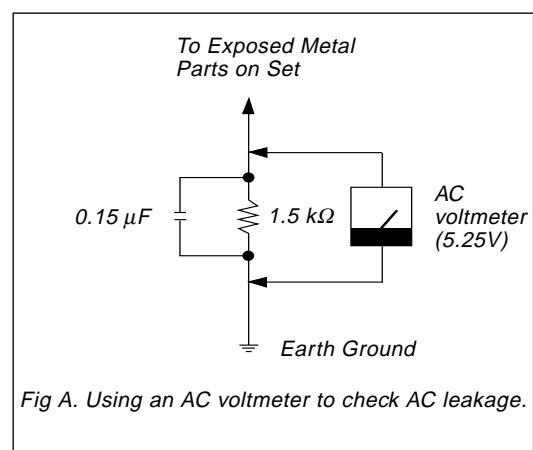 To Exposed Metal
Parts on Set
0.15 μF
1.5 kΩ
AC
voltmeter
(5.25V)
Earth Ground
Fig A. Using an AC voltmeter to check AC leakage.